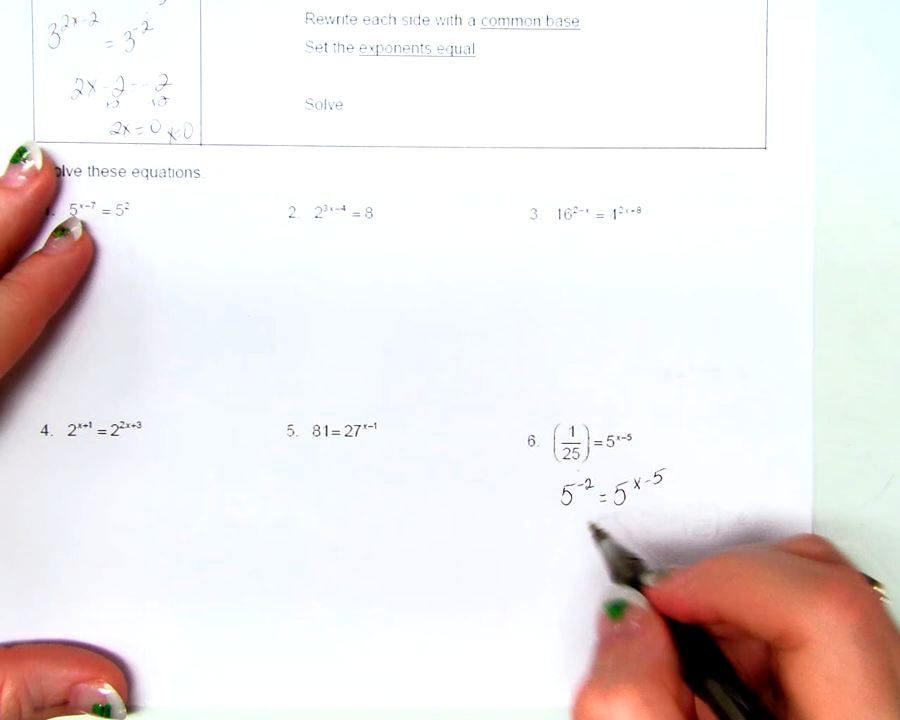 3^{2x-2} = 3^{-2}
2x - 2 = -2
+2 +2
2x = 0 x=0
Rewrite each side with a common base
Set the exponents equal
Solve
olve these equations
5^{x-7} = 5^2
2. 2^{3x-4} = 8
3 16^{2-x} = 4^{2x+8}
4. 2^{x+1} = 2^{2x+3}
5. 81 = 27^{x-1}
6. (1/25) = 5^{x-5}
5^{-2} = 5^{x-5}